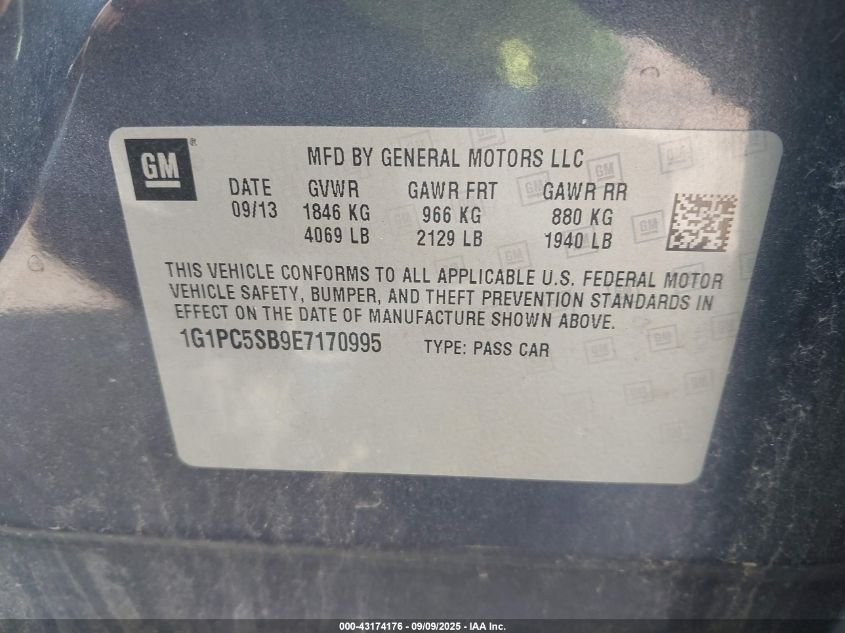 GM ®
MFD BY GENERAL MOTORS LLC
DATE GVWR GAWR FRT GAWR RR
09/13 1846 KG 966 KG 880 KG
4069 LB 2129 LB 1940 LB
THIS VEHICLE CONFORMS TO ALL APPLICABLE U.S. FEDERAL MOTOR
VEHICLE SAFETY, BUMPER, AND THEFT PREVENTION STANDARDS IN
EFFECT ON THE DATE OF MANUFACTURE SHOWN ABOVE.
1G1PC5SB9E7170995 TYPE: PASS CAR
000-43174176 - 09/09/2025 - IAA Inc.